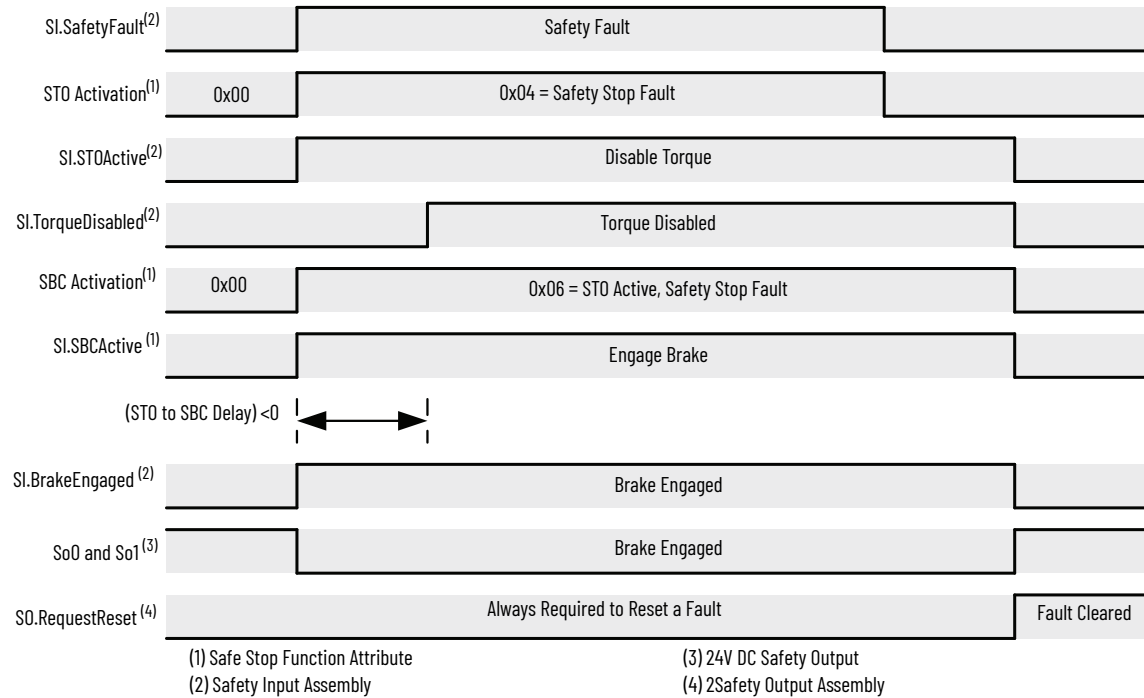 SI.SafetyFault(2) Safety Fault
STO Activation(1) 0x00 0x04 = Safety Stop Fault
SI.STOActive(2) Disable Torque
SI.TorqueDisabled(2) Torque Disabled
SBC Activation(1) 0x00 0x06 = STO Active, Safety Stop Fault
SI.SBCActive (1) Engage Brake
(STO to SBC Delay) <0
SI.BrakeEngaged (2) Brake Engaged
So0 and So1 (3) Brake Engaged
SO.RequestReset (4) Always Required to Reset a Fault Fault Cleared
(1) Safe Stop Function Attribute (3) 24V DC Safety Output
(2) Safety Input Assembly (4) 2Safety Output Assembly